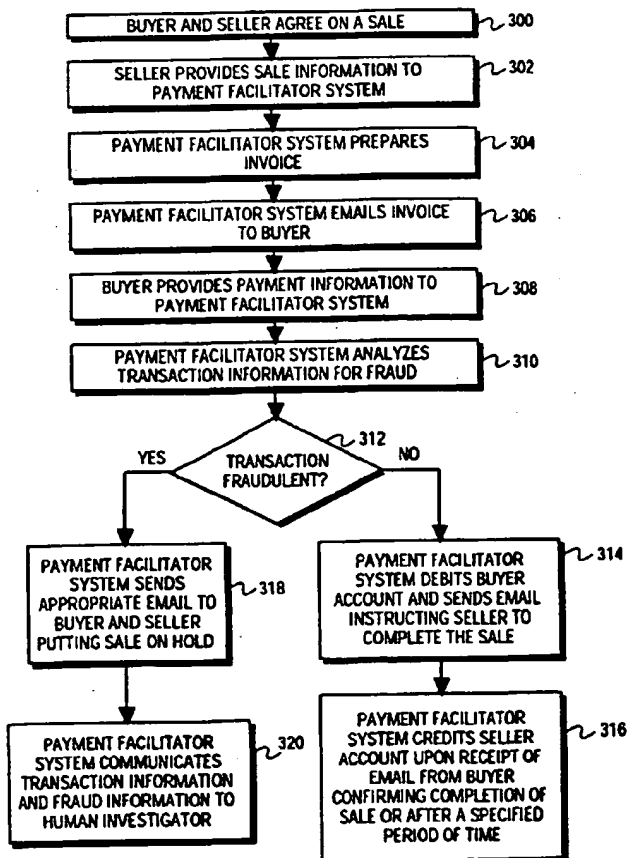 BUYER AND SELLER AGREE ON A SALE
300
SELLER PROVIDES SALE INFORMATION TO
PAYMENT FACILITATOR SYSTEM
302
PAYMENT FACILITATOR SYSTEM PREPARES
INVOICE
304
PAYMENT FACILITATOR SYSTEM EMAILS INVOICE
TO BUYER
306
BUYER PROVIDES PAYMENT INFORMATION TO
PAYMENT FACILITATOR SYSTEM
308
PAYMENT FACILITATOR SYSTEM ANALYZES
TRANSACTION INFORMATION FOR FRAUD
310
312
YES
TRANSACTION
FRAUDULENT?
NO
PAYMENT FACILITATOR
SYSTEM SENDS
APPROPRIATE EMAIL TO
BUYER AND SELLER
PUTTING SALE ON HOLD
318
PAYMENT FACILITATOR
SYSTEM DEBITS BUYER
ACCOUNT AND SENDS EMAIL
INSTRUCTING SELLER TO
COMPLETE THE SALE
314
PAYMENT FACILITATOR
SYSTEM COMMUNICATES
TRANSACTION INFORMATION
AND FRAUD INFORMATION TO
HUMAN INVESTIGATOR
320
PAYMENT FACILITATOR
SYSTEM CREDITS SELLER
ACCOUNT UPON RECEIPT OF
EMAIL FROM BUYER
CONFIRMING COMPLETION OF
SALE OR AFTER A SPECIFIED
PERIOD OF TIME
316